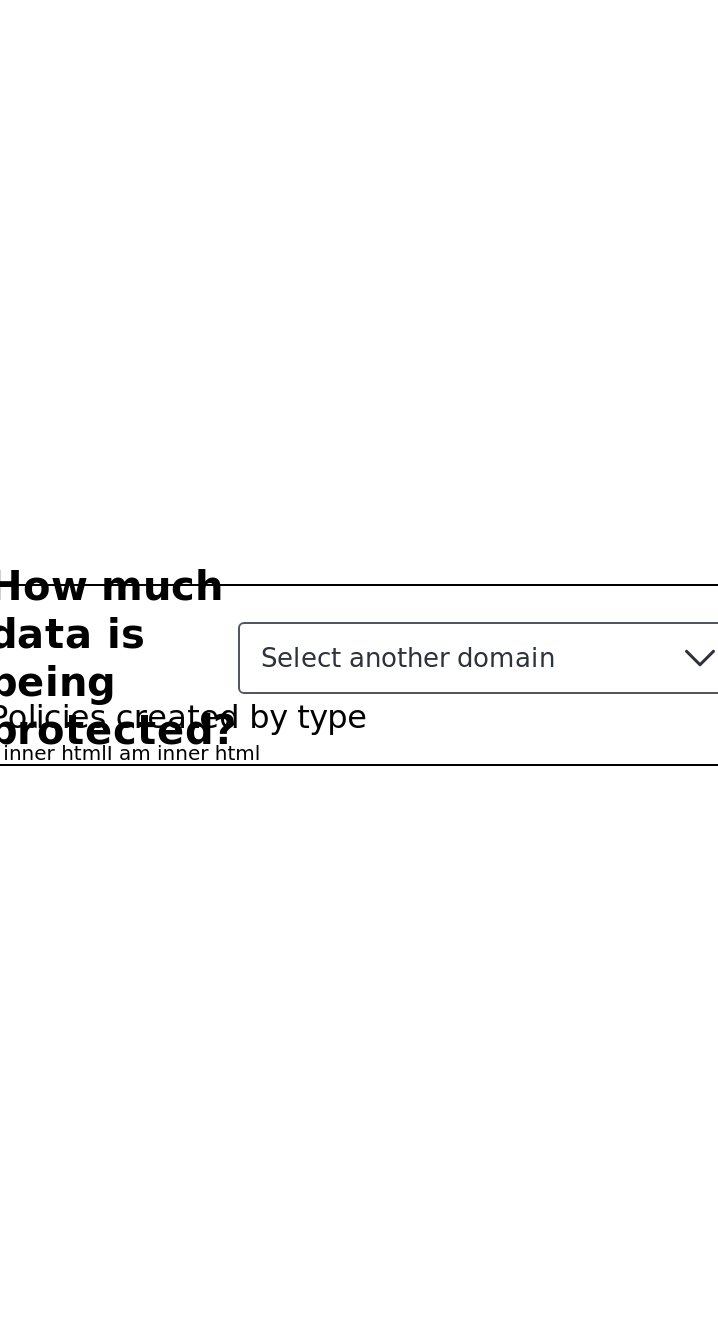 How much
data is
being
protected?
Select another domain
Policies created by type
inner htmlI am inner html